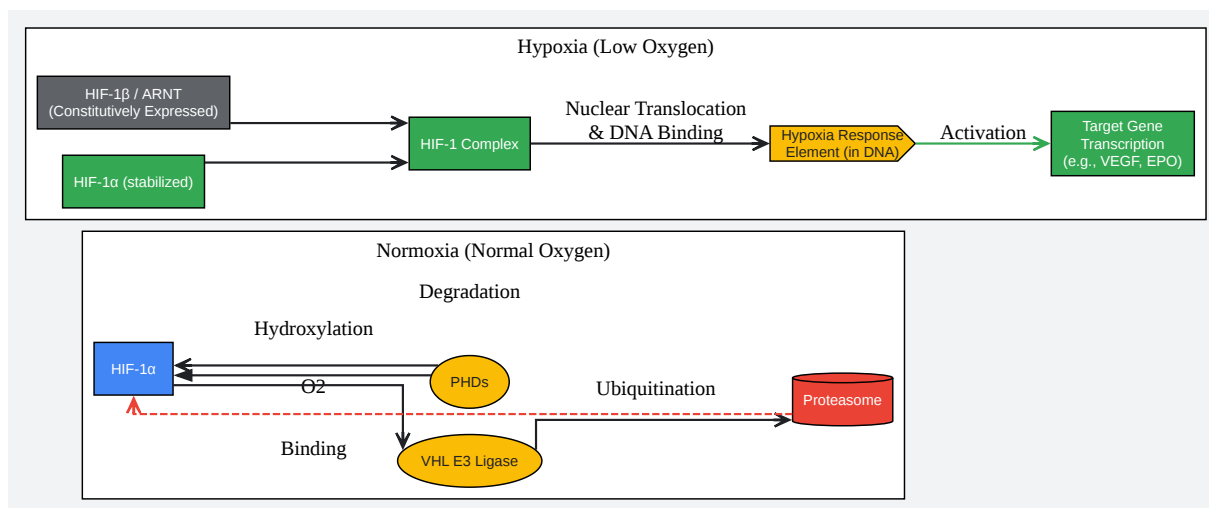 Hypoxia (Low Oxygen)
HIF-1β / ARNT
(Constitutively Expressed)
HIF-1α (stabilized)
HIF-1 Complex
Nuclear Translocation
& DNA Binding
Hypoxia Response
Element (in DNA)
Activation
Target Gene
Transcription
(e.g., VEGF, EPO)
Normoxia (Normal Oxygen)
Degradation
Hydroxylation
HIF-1α
O2
PHDs
Ubiquitination
Proteasome
Binding
VHL E3 Ligase